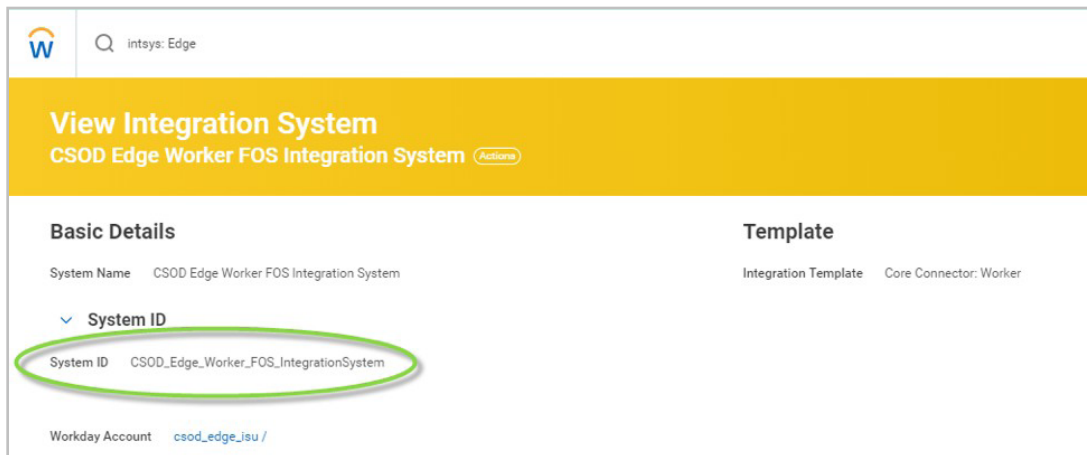 W
intsys: Edge
View Integration System
CSOD Edge Worker FOS Integration System Actions
Basic Details
System Name CSOD Edge Worker FOS Integration System
System ID
System ID CSOD_Edge_Worker_FOS_IntegrationSystem
Workday Account csod_edge_isu /
Template
Integration Template Core Connector: Worker